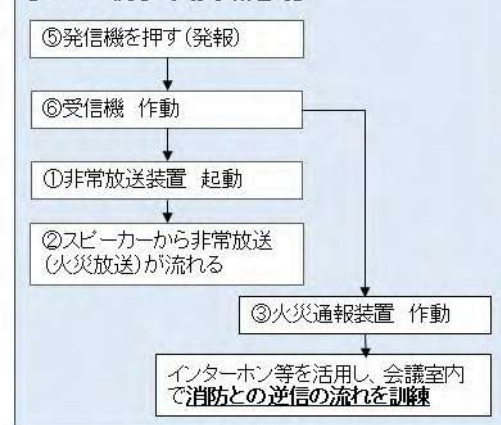 ⑤発信機を押す(発報)
⑥受信機 作動
①非常放送装置 起動
②スピーカーから非常放送
(火災放送)が流れる
③火災通報装置 作動
インターホン等を活用し、会議室内
で消防との逆信の流れを訓練